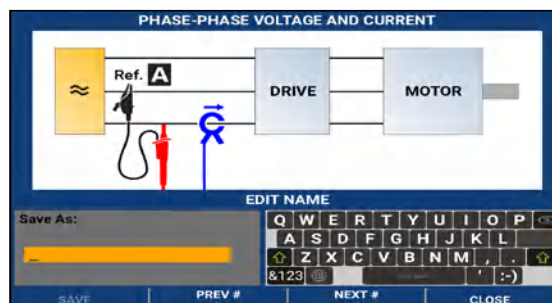 PHASE-PHASE VOLTAGE AND CURRENT
Ref. A
≈
DRIVE
MOTOR
EDIT NAME
Save As:
_
Q W E R T Y U I O P
A S D F G H J K L
Z X C V B N M , .
&123 ' :-)
SAVE PREV # NEXT # CLOSE